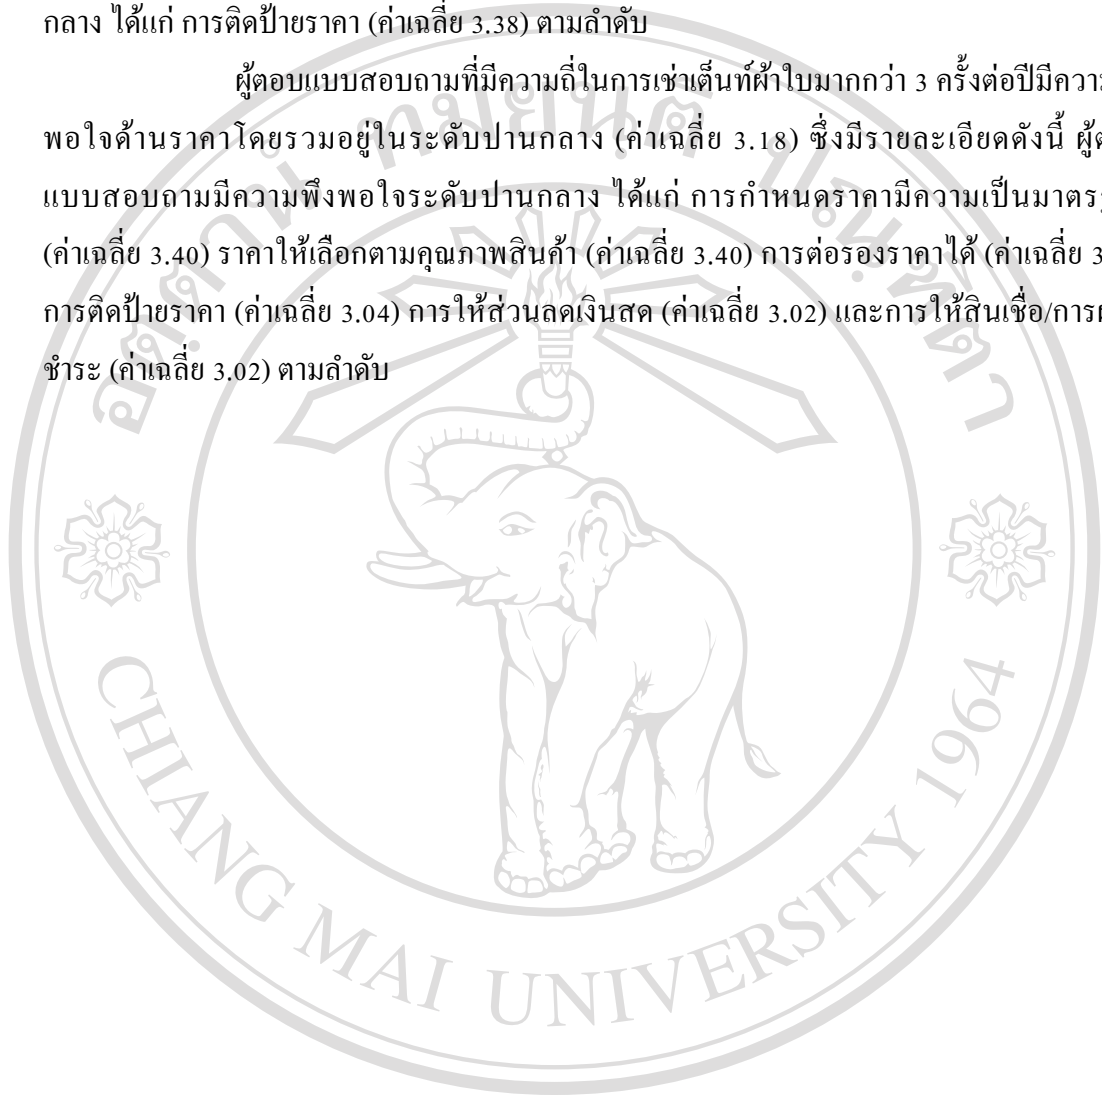 กลาง ได้แก่ การติดป้ายราคา (ค่าเฉลี่ย 3.38) ตามลำดับ
ผู้ตอบแบบสอบถามที่มีความถี่ในการเช่าเต็นท์ผ้าใบมากกว่า 3 ครั้งต่อปีมีความ
พอใจด้านราคาโดยรวมอยู่ในระดับปานกลาง (ค่าเฉลี่ย 3.18) ซึ่งมีรายละเอียดดังนี้
แบบสอบถามมีความพึงพอใจระดับปานกลาง ได้แก่ การกำหนดราคามีความเป็น
(ค่าเฉลี่ย 3.40) ราคาให้เลือกตามคุณภาพสินค้า (ค่าเฉลี่ย 3.40) การต่อรองราคาได้ (ค่าเฉลี่ย
การติดป้ายราคา (ค่าเฉลี่ย 3.04) การให้ส่วนลดเงินสด (ค่าเฉลี่ย 3.02) และการให้สินเชื่อ/
ชำระ (ค่าเฉลี่ย 3.02) ตามลำดับ
CHIANG MAI UNIVERSITY 1964